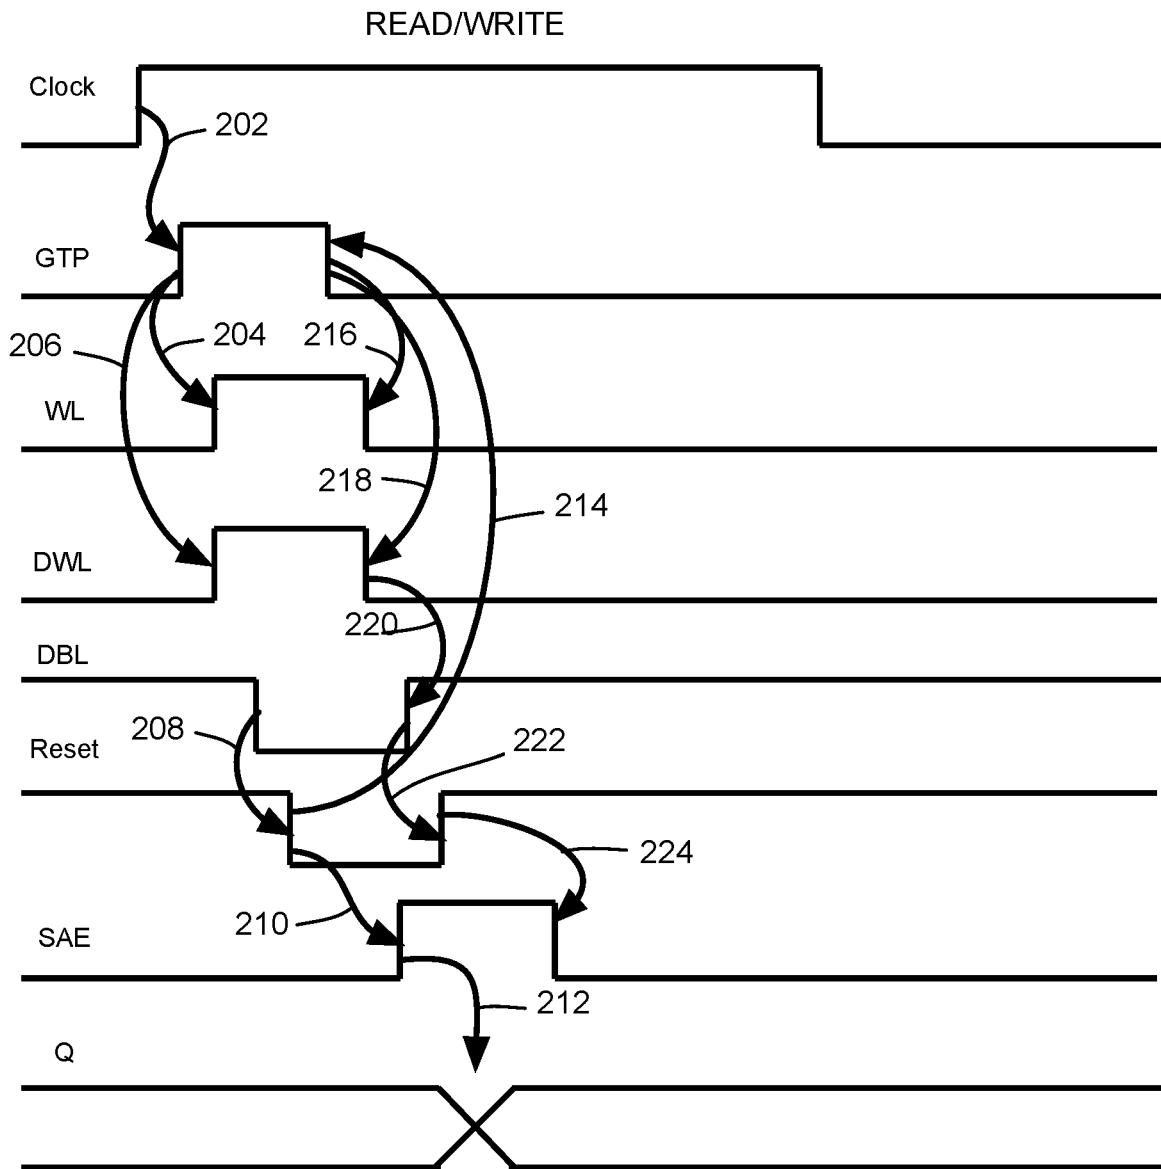 READ/WRITE
Clock
202
GTP
206
204
216
WL
218
214
DWL
220
DBL
208
222
Reset
224
210
SAE
212
Q